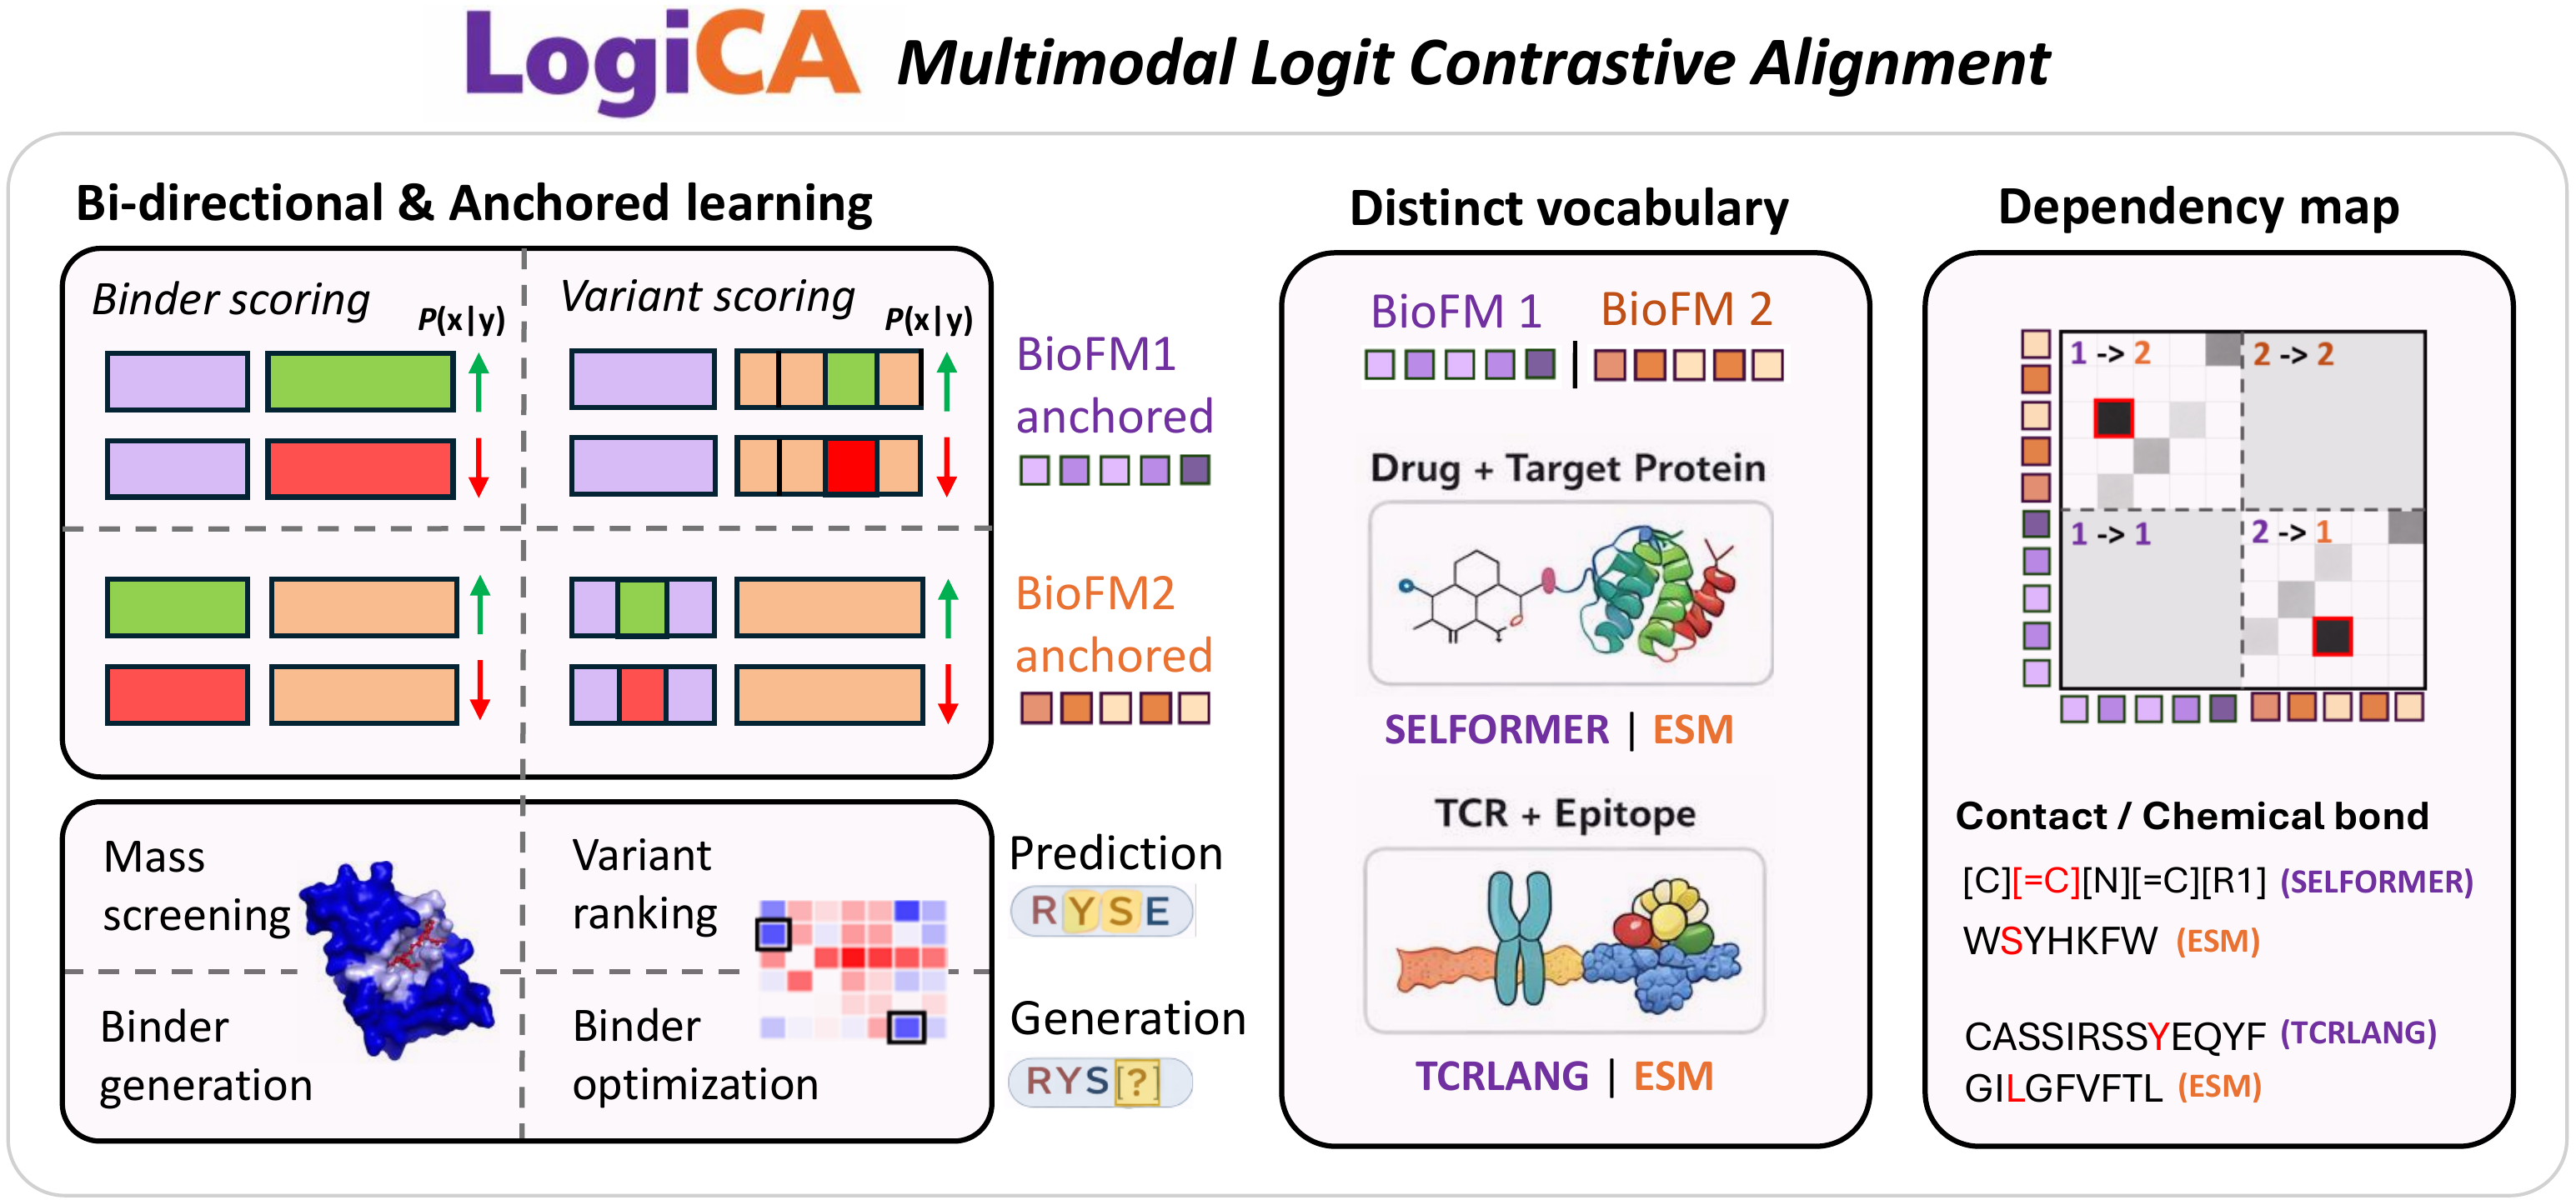 LogiCA Multimodal Logit Contrastive Alignment
Bi-directional & Anchored learning
Binder scoring
P(x|y)
Variant scoring
P(x|y)
BioFM1
anchored
BioFM2
anchored
Mass
screening
Variant
ranking
Prediction
RYSE
Binder
generation
Binder
optimization
Generation
RYS[?]
Distinct vocabulary
BioFM 1 | BioFM 2
Drug + Target Protein
SELFORMER | ESM
TCR + Epitope
TCRLANG | ESM
Dependency map
1 -> 2
2 -> 2
1 -> 1
2 -> 1
Contact / Chemical bond
[C][=C][N][=C][R1] (SELFORMER)
WSYHKFW (ESM)
CASSIRSSYEQYF (TCRLANG)
GILGFVFTL (ESM)